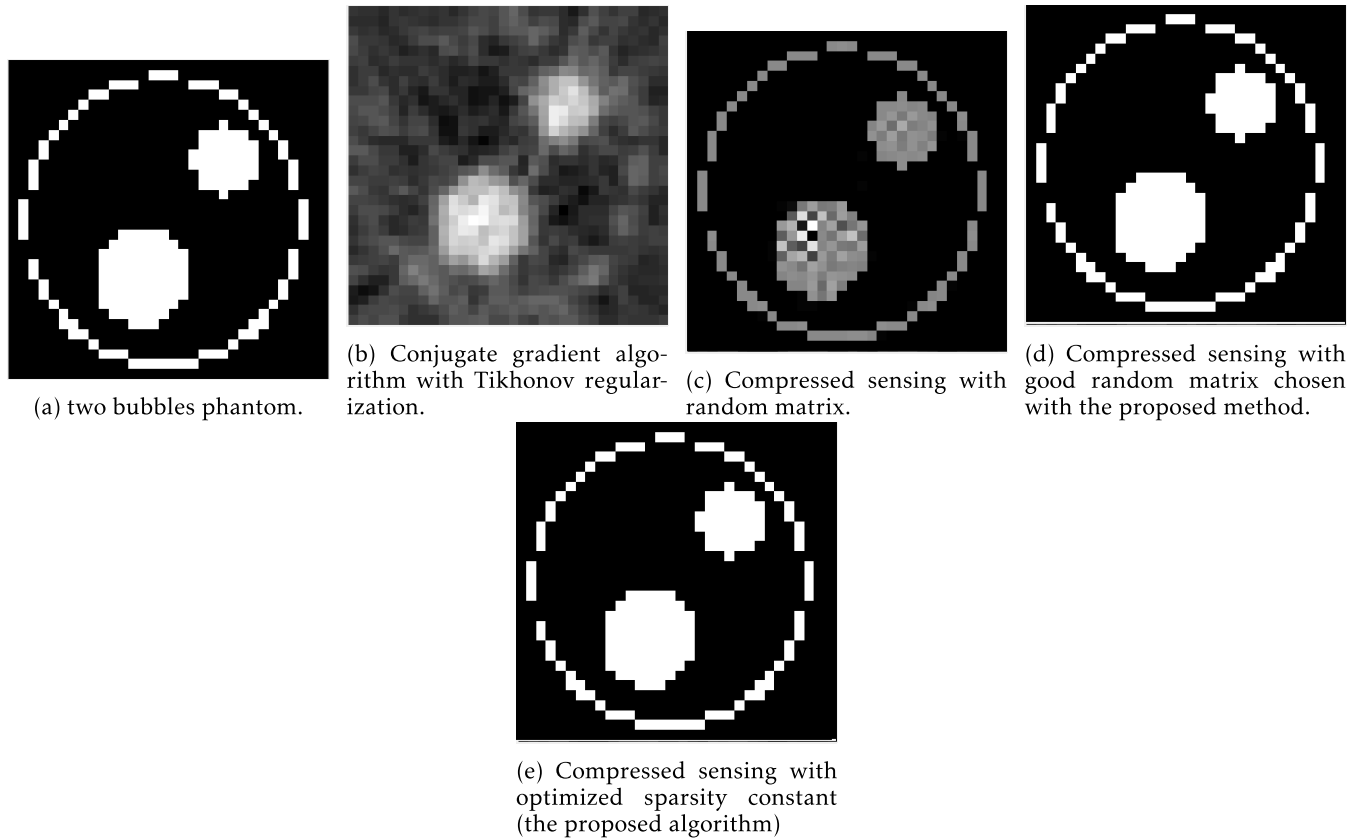 (a) two bubbles phantom.
(b) Conjugate gradient algo-
rithm with Tikhonov regular-
ization.
(c) Compressed sensing with
random matrix.
(d) Compressed sensing with
good random matrix chosen
with the proposed method.
(e) Compressed sensing with
optimized sparsity constant
(the proposed algorithm)